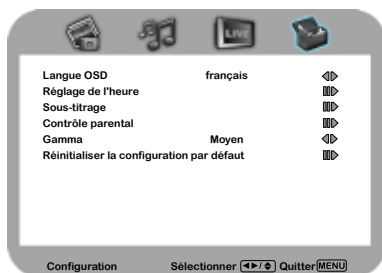 LIVE
Langue OSD français
Réglage de l'heure
Sous-titrage
Contrôle parental
Gamma Moyen
Réinitialiser la configuration par défaut
Configuration Sélectionner Quitter MENU